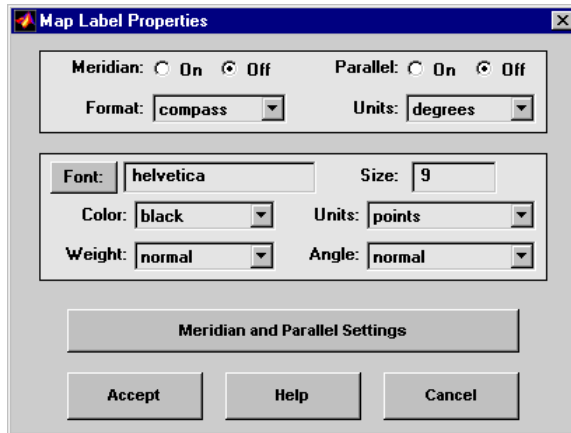 Map Label Properties
Meridian: On Off Parallel: On Off
Format: compass Units: degrees
Font: helvetica Size: 9
Color: black Units: points
Weight: normal Angle: normal
Meridian and Parallel Settings
Accept Help Cancel